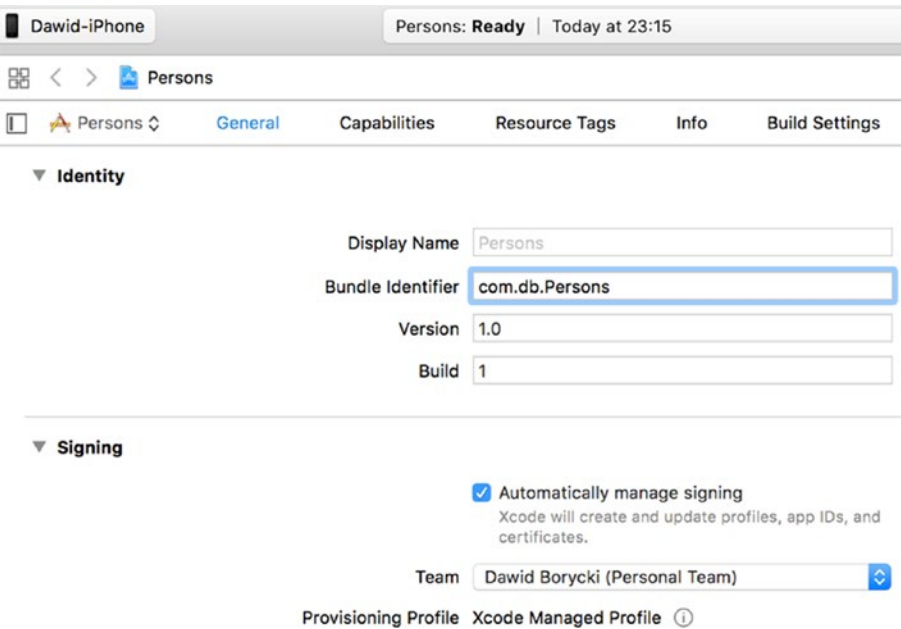 Dawid-iPhone
Persons: Ready | Today at 23:15
Persons
Persons General Capabilities Resource Tags Info Build Settings
Identity
Display Name Persons
Bundle Identifier com.db.Persons
Version 1.0
Build 1
Signing
Automatically manage signing
Xcode will create and update profiles, app IDs, and
certificates.
Team Dawid Borycki (Personal Team)
Provisioning Profile Xcode Managed Profile